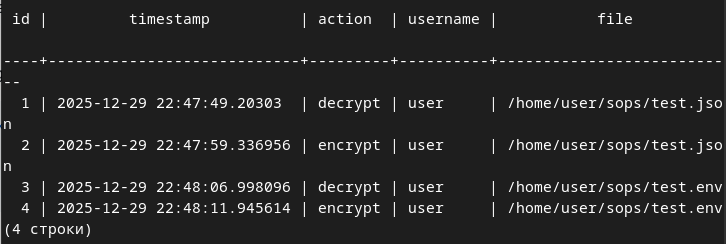 id |         timestamp          | action  | username |           file
----+----------------------------+---------+----------+-------------------------
--
  1 | 2025-12-29 22:47:49.20303  | decrypt | user     | /home/user/sops/test.jso
n
  2 | 2025-12-29 22:47:59.336956 | encrypt | user     | /home/user/sops/test.jso
n
  3 | 2025-12-29 22:48:06.998096 | decrypt | user     | /home/user/sops/test.env
  4 | 2025-12-29 22:48:11.945614 | encrypt | user     | /home/user/sops/test.env
(4 строки)